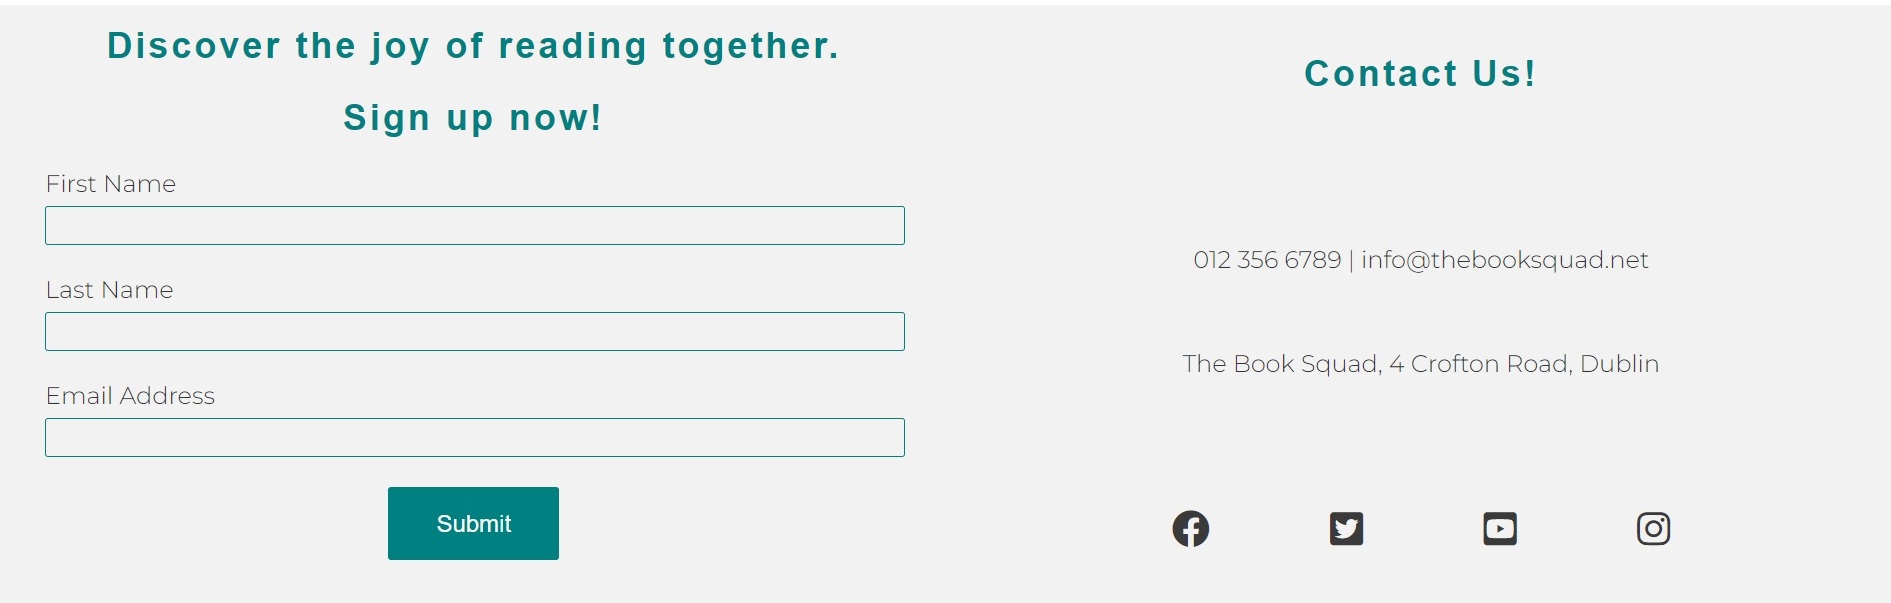 Discover the joy of reading together.
Sign up now!
First Name
Last Name
Email Address
Submit
Contact Us!
012 356 6789 | info@thebooksquad.net
The Book Squad, 4 Crofton Road, Dublin